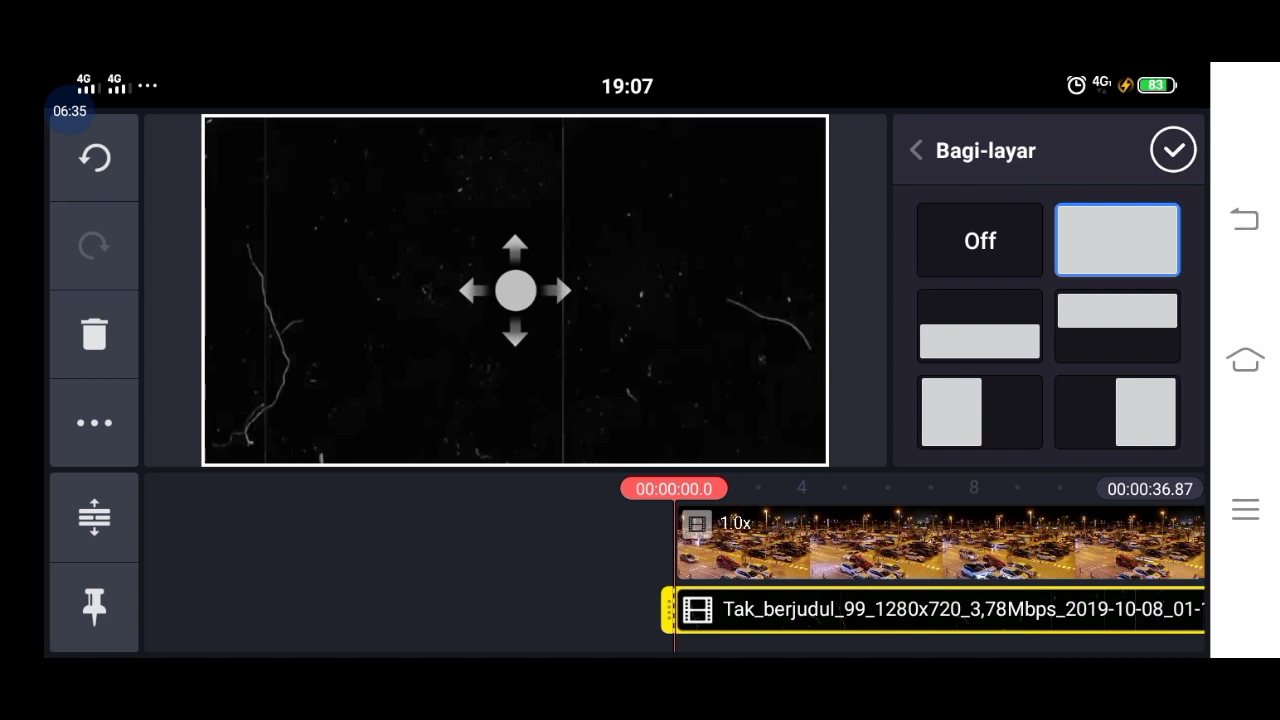 4G 4G 19:07 4G 83
06:35
Bagi-layar
Off
00:00:00.0 4 8 00:00:36.87
1.0x
Tak_berjudul_99_1280x720_3,78Mbps_2019-10-08_01-